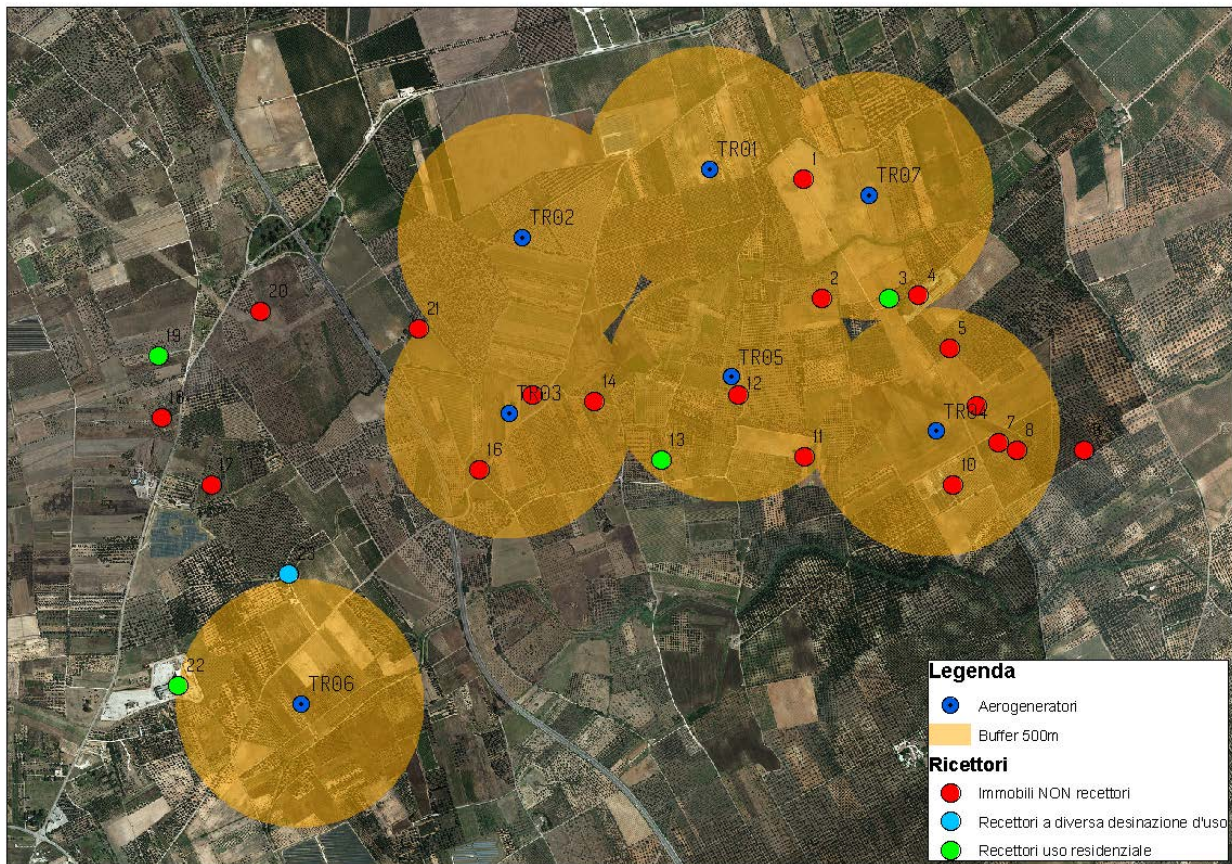 TR01
1
TR07
TR02
2
3
4
20
21
5
19
TR05
14
12
TR03
18
TR04
7
8
9
13
11
16
10
17
23
22
TR06
Legenda
Aerogeneratori
Buffer 500m
Ricettori
Immobili NON recettori
Recettori a diversa desinazione d'uso
Recettori uso residenziale